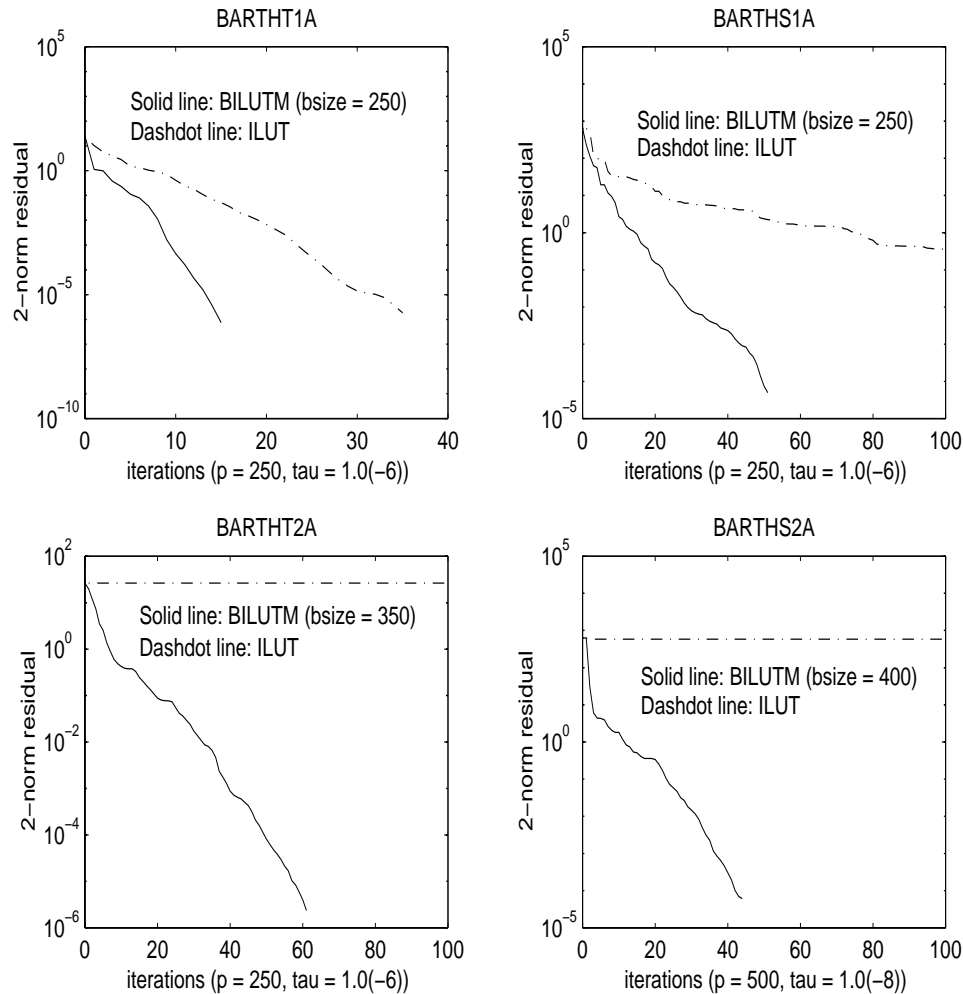 BARTHT1A
10^5
10^0
10^-5
10^-10
2-norm residual
Solid line: BILUTM (bsize = 250)
Dashdot line: ILUT
0 10 20 30 40
iterations (p = 250, tau = 1.0(-6))
BARTHS1A
10^5
10^0
10^-5
2-norm residual
Solid line: BILUTM (bsize = 250)
Dashdot line: ILUT
0 20 40 60 80 100
iterations (p = 250, tau = 1.0(-6))
BARTHT2A
10^2
10^0
10^-2
10^-4
10^-6
2-norm residual
Solid line: BILUTM (bsize = 350)
Dashdot line: ILUT
0 20 40 60 80 100
iterations (p = 250, tau = 1.0(-6))
BARTHS2A
10^5
10^0
10^-5
2-norm residual
Solid line: BILUTM (bsize = 400)
Dashdot line: ILUT
0 20 40 60 80 100
iterations (p = 500, tau = 1.0(-8))